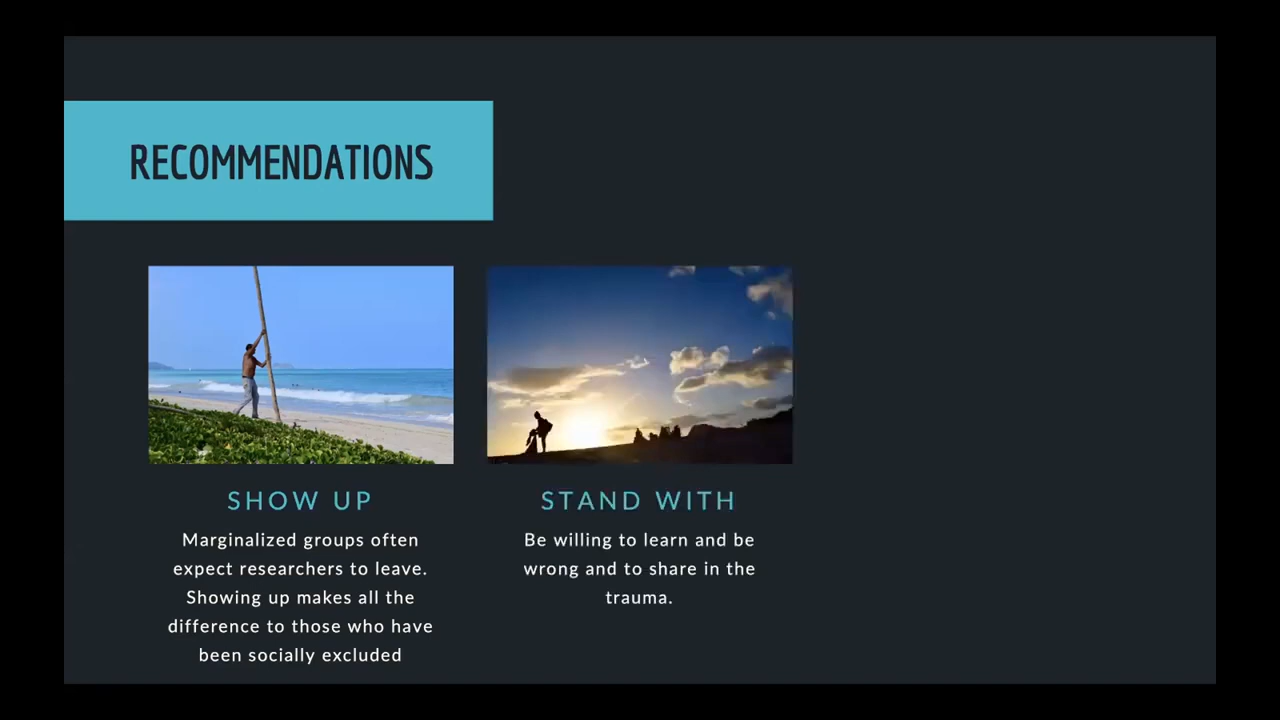 RECOMMENDATIONS
SHOW UP
Marginalized groups often
expect researchers to leave.
Showing up makes all the
difference to those who have
been socially excluded
STAND WITH
Be willing to learn and be
wrong and to share in the
trauma.